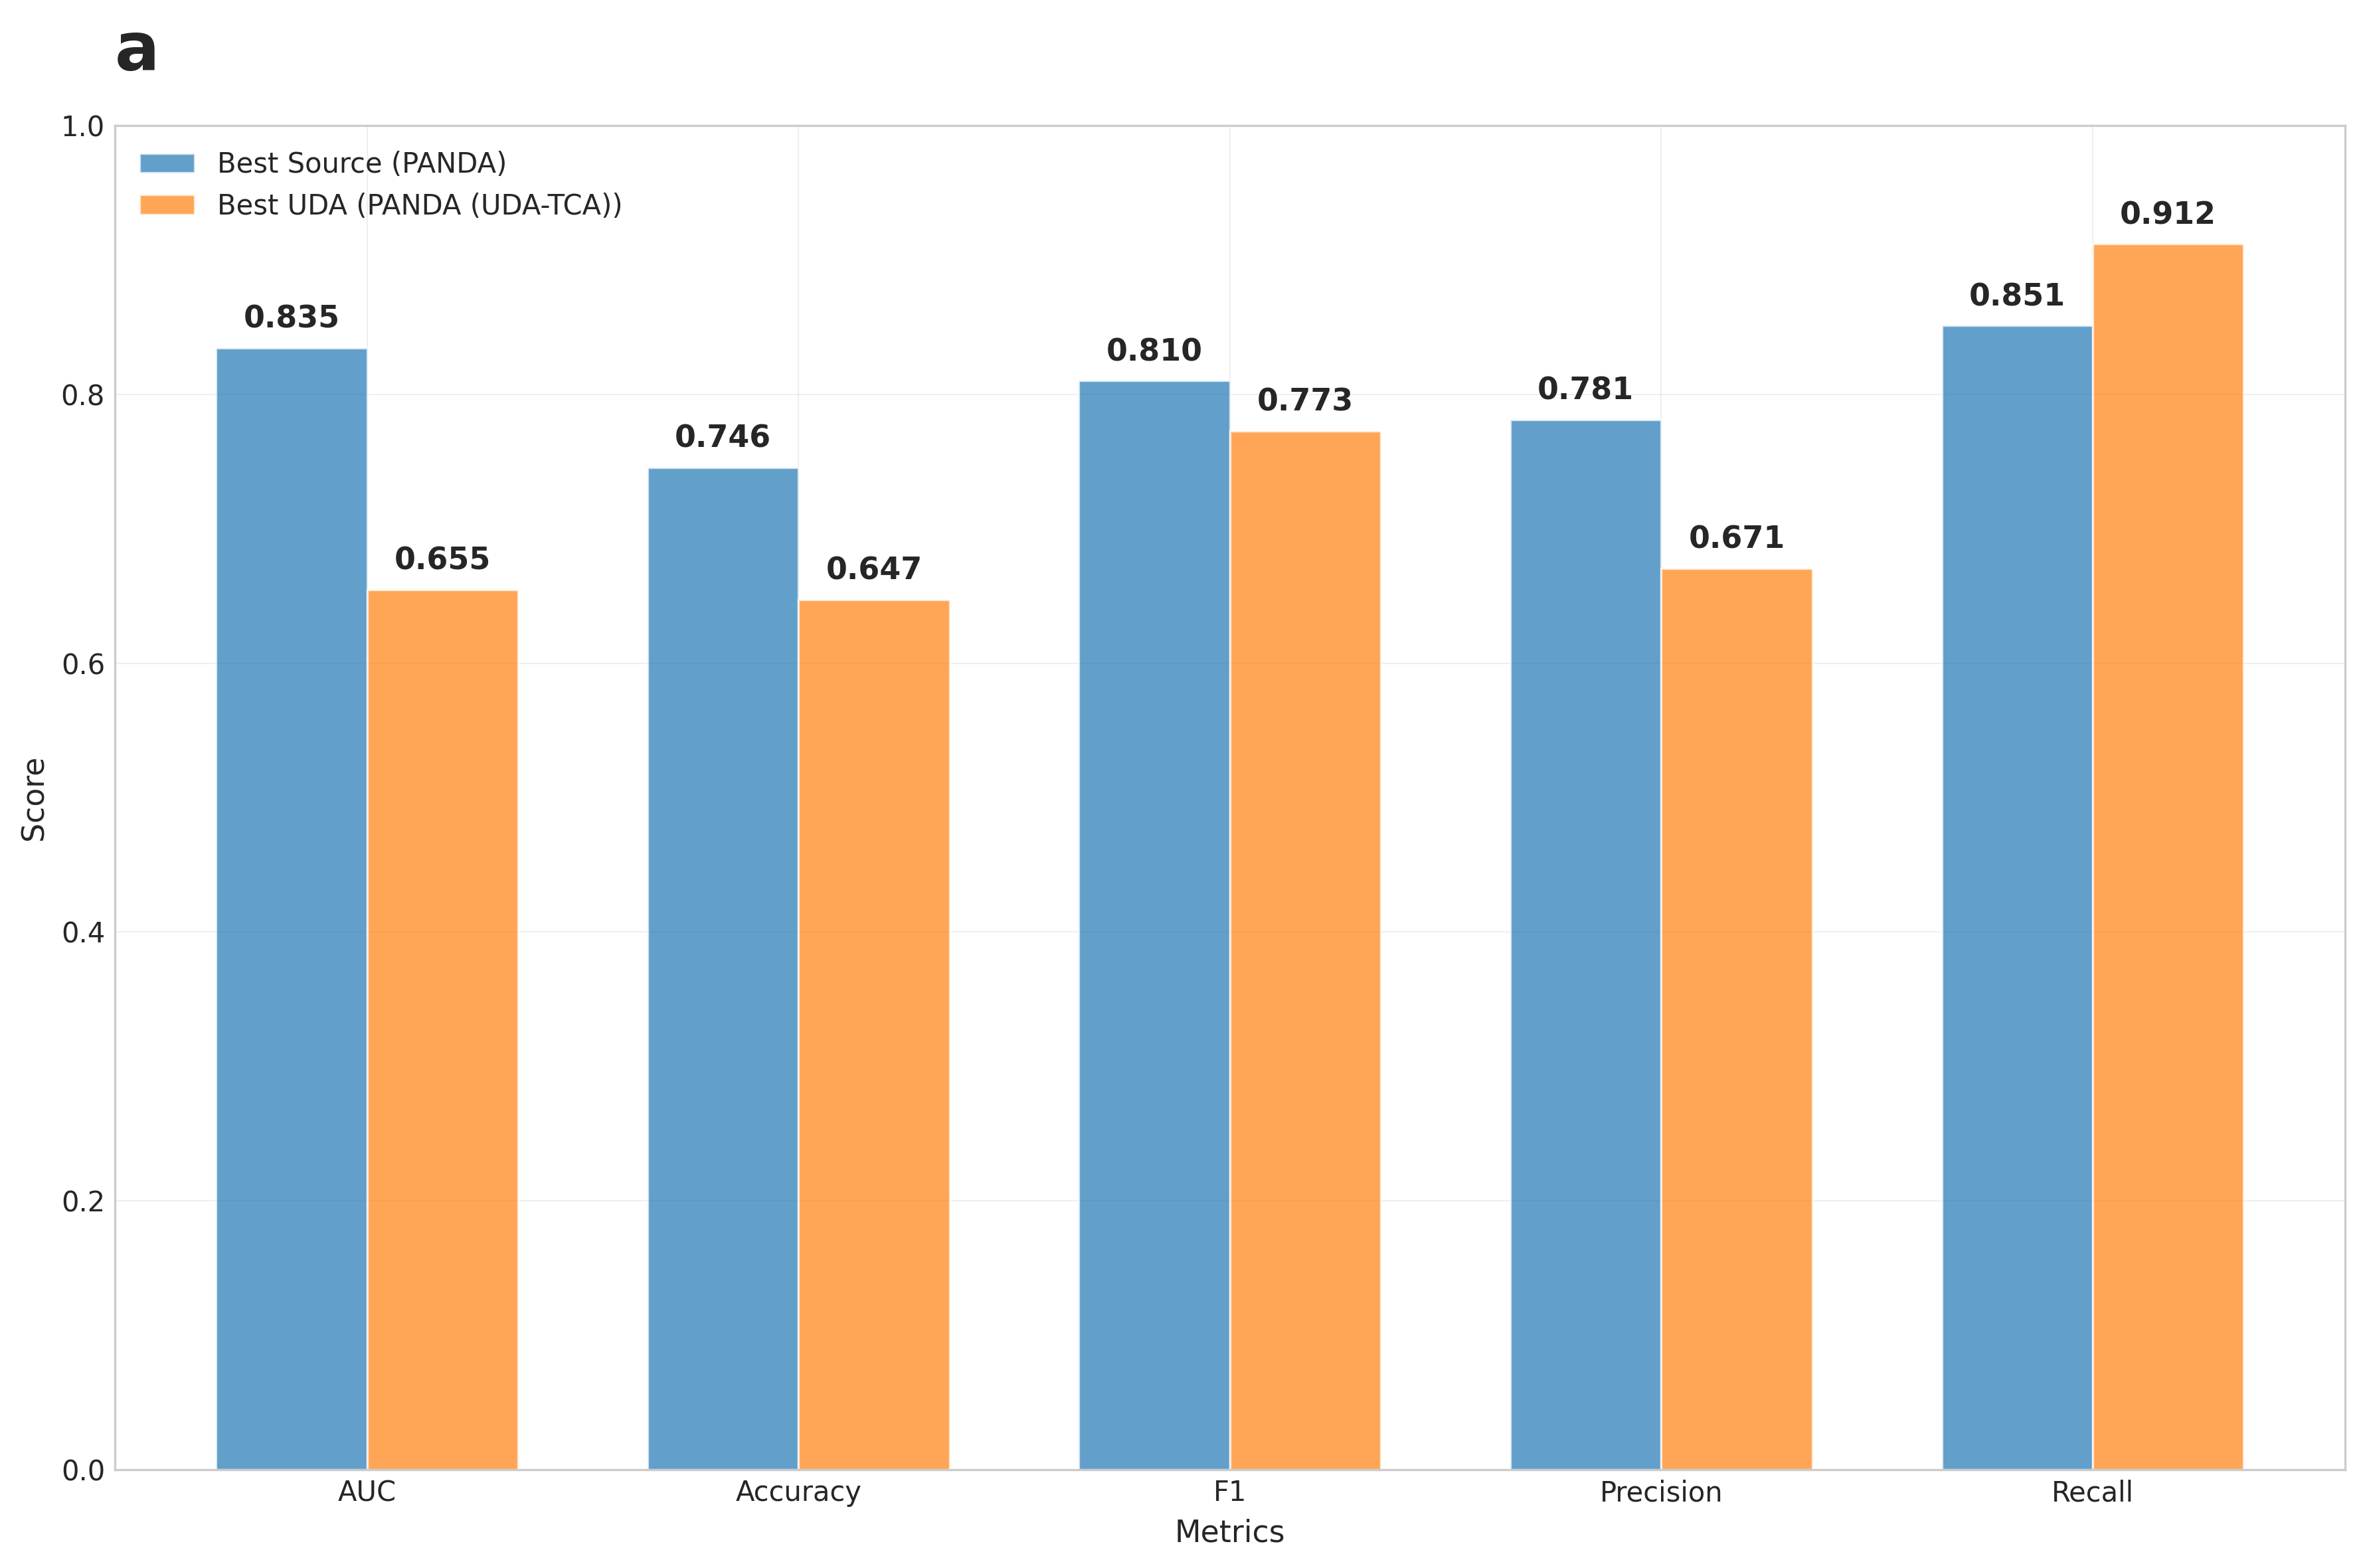 a
1.0
0.8
0.6
0.4
0.2
0.0
Score
Best Source (PANDA)
Best UDA (PANDA (UDA-TCA))
0.835
0.655
0.746
0.647
0.810
0.773
0.781
0.671
0.851
0.912
AUC
Accuracy
F1
Precision
Recall
Metrics